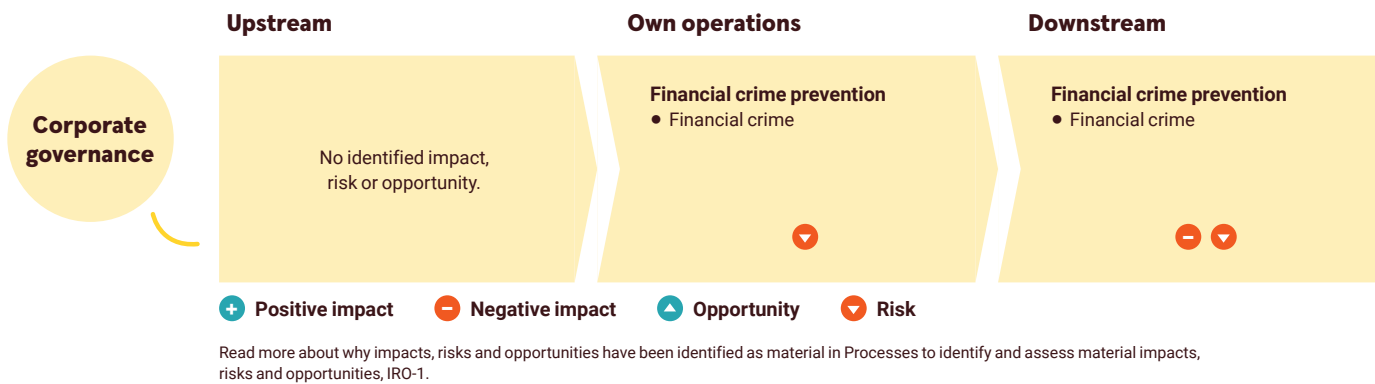 Upstream
Own operations
Downstream
Corporate
governance
No identified impact,
risk or opportunity.
Financial crime prevention
• Financial crime
Financial crime prevention
• Financial crime
Positive impact
Negative impact
Opportunity
Risk
Read more about why impacts, risks and opportunities have been identified as material in Processes to identify and assess material impacts,
risks and opportunities, IRO-1.